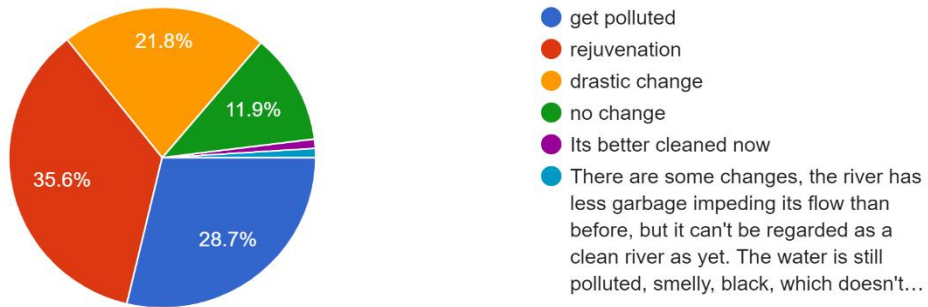 21.8%
11.9%
35.6%
28.7%
get polluted
rejuvenation
drastic change
no change
Its better cleaned now
There are some changes, the river has
less garbage impeding its flow than
before, but it can't be regarded as a
clean river as yet. The water is still
polluted, smelly, black, which doesn't…